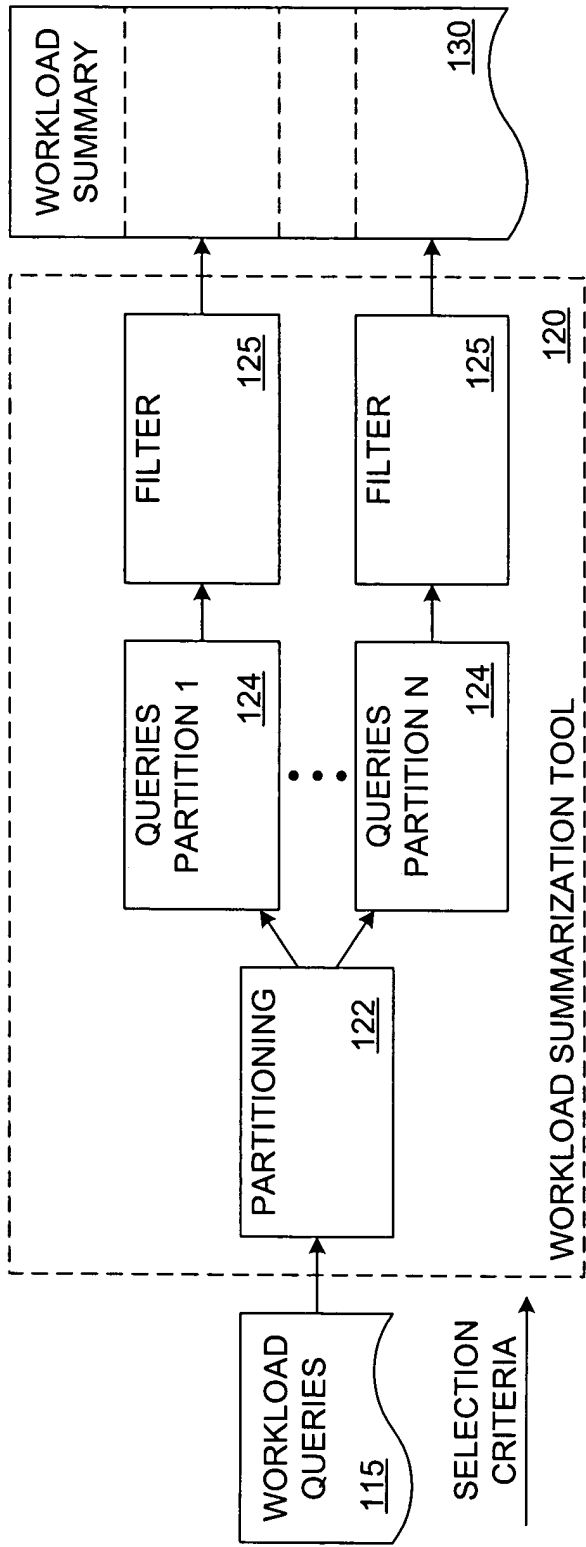 WORKLOAD
QUERIES
115
SELECTION
CRITERIA
PARTITIONING
122
QUERIES
PARTITION 1
124
QUERIES
PARTITION N
124
FILTER
125
FILTER
125
WORKLOAD SUMMARIZATION TOOL
120
WORKLOAD
SUMMARY
130